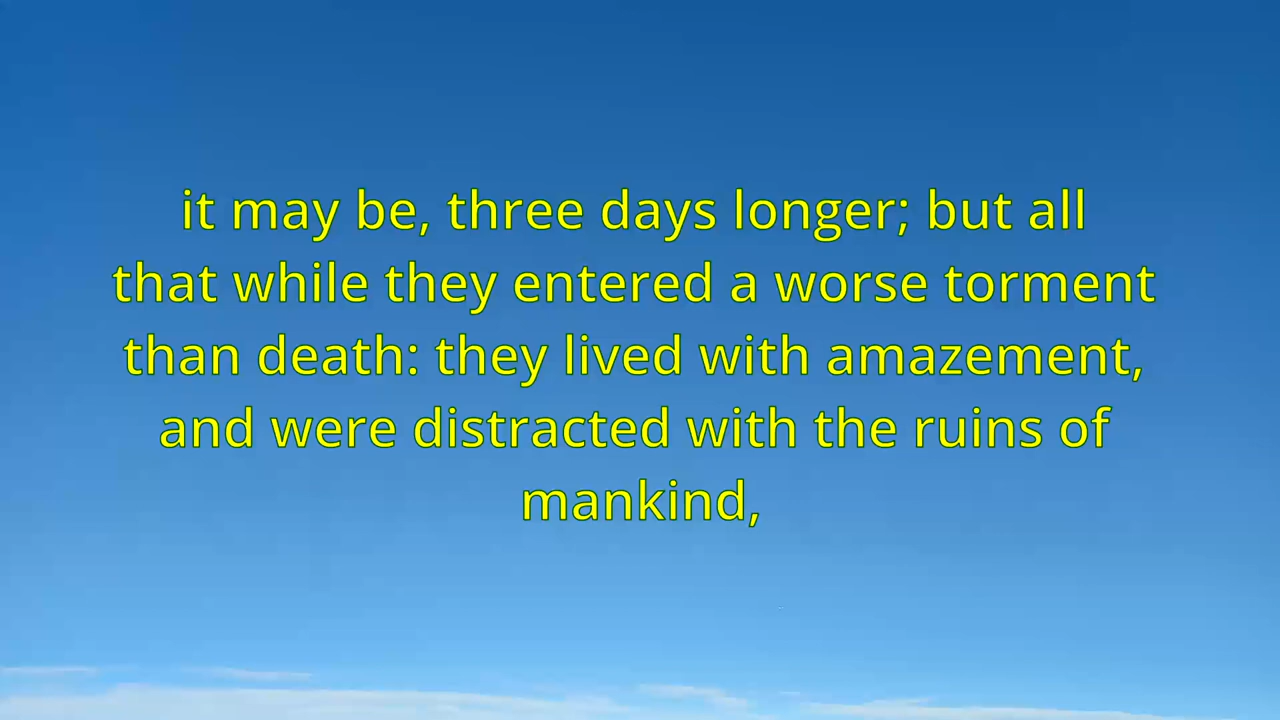 it may be, three days longer; but all
that while they entered a worse torment
than death: they lived with amazement,
and were distracted with the ruins of
mankind,